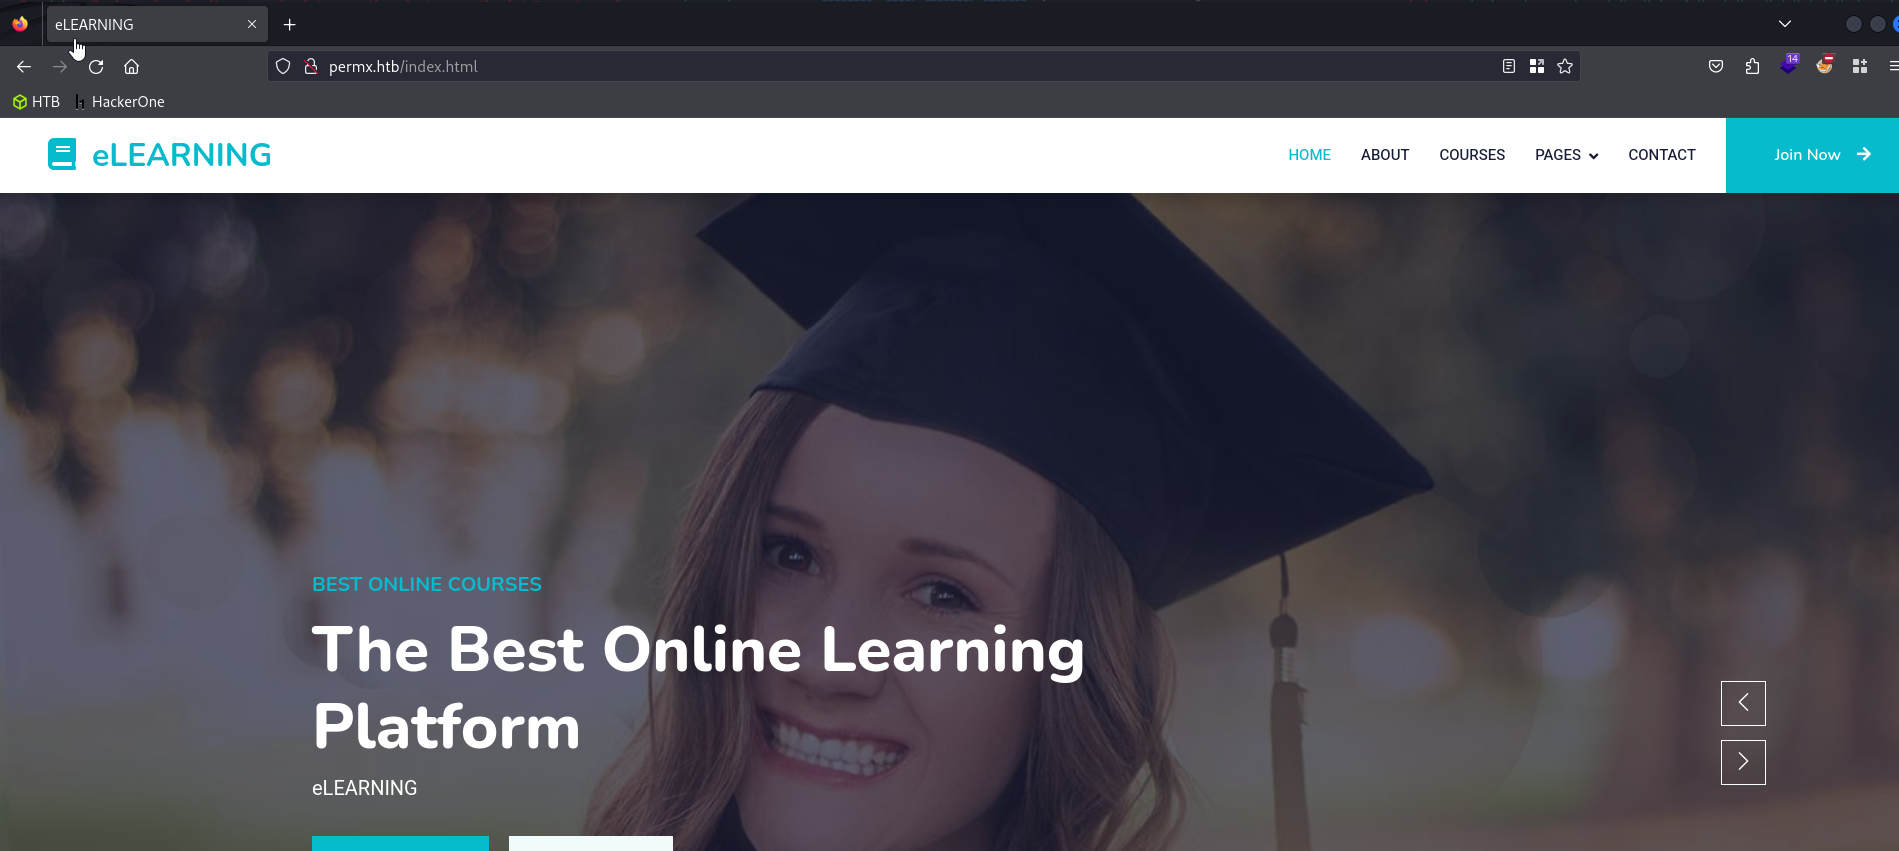 eLEARNING
permx.htb/index.html
14
HTB
HackerOne
eLEARNING
HOME
ABOUT
COURSES
PAGES
CONTACT
Join Now
BEST ONLINE COURSES
The Best Online Learning
Platform
eLEARNING